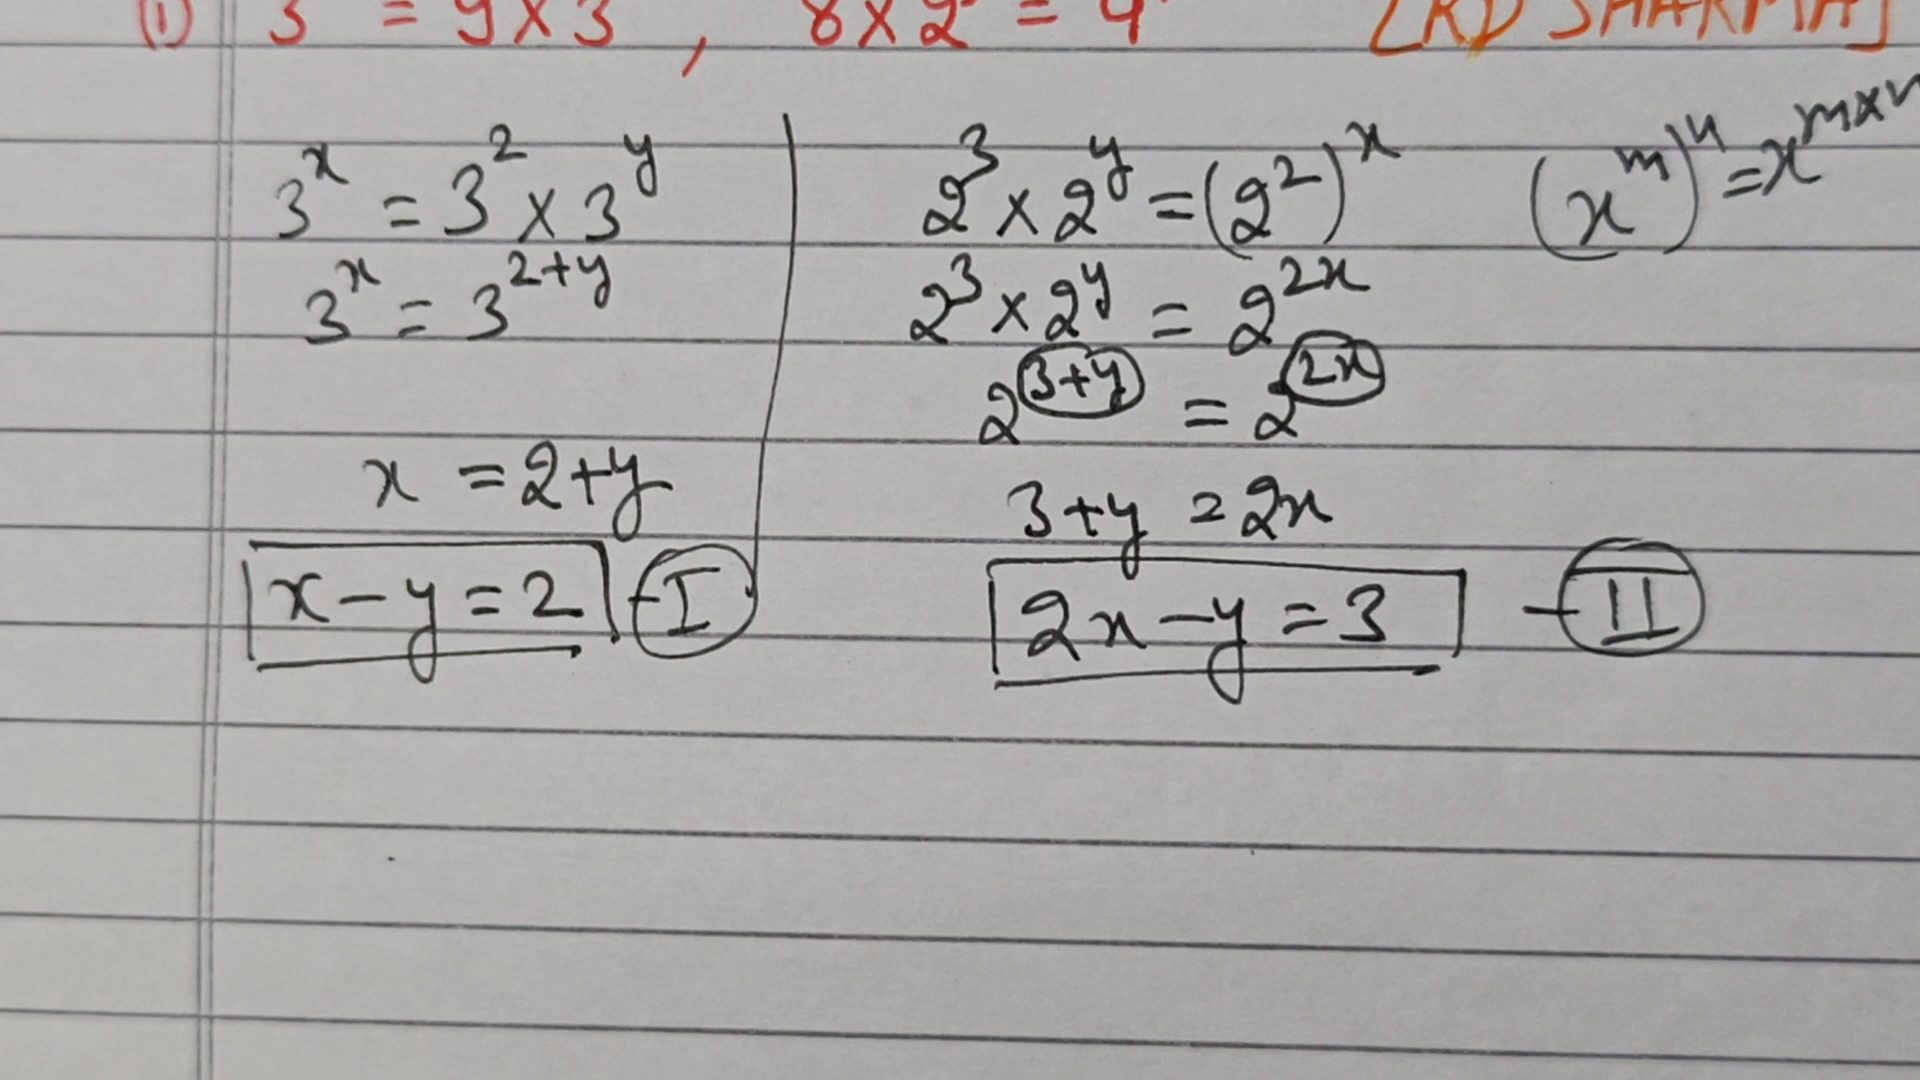 (i) 3 = 9×3 , 8×2 = 4 [RD SHARMA]
3^x = 3^2 × 3^y
3^x = 3^(2+y)
x = 2+y
x-y=2 -I
2^3 × 2^y = (2^2)^x
2^3 × 2^y = 2^(2x)
2^(3+y) = 2^(2x)
3+y = 2x
2x-y=3 -II
(x^m)^n = x^(m×n)